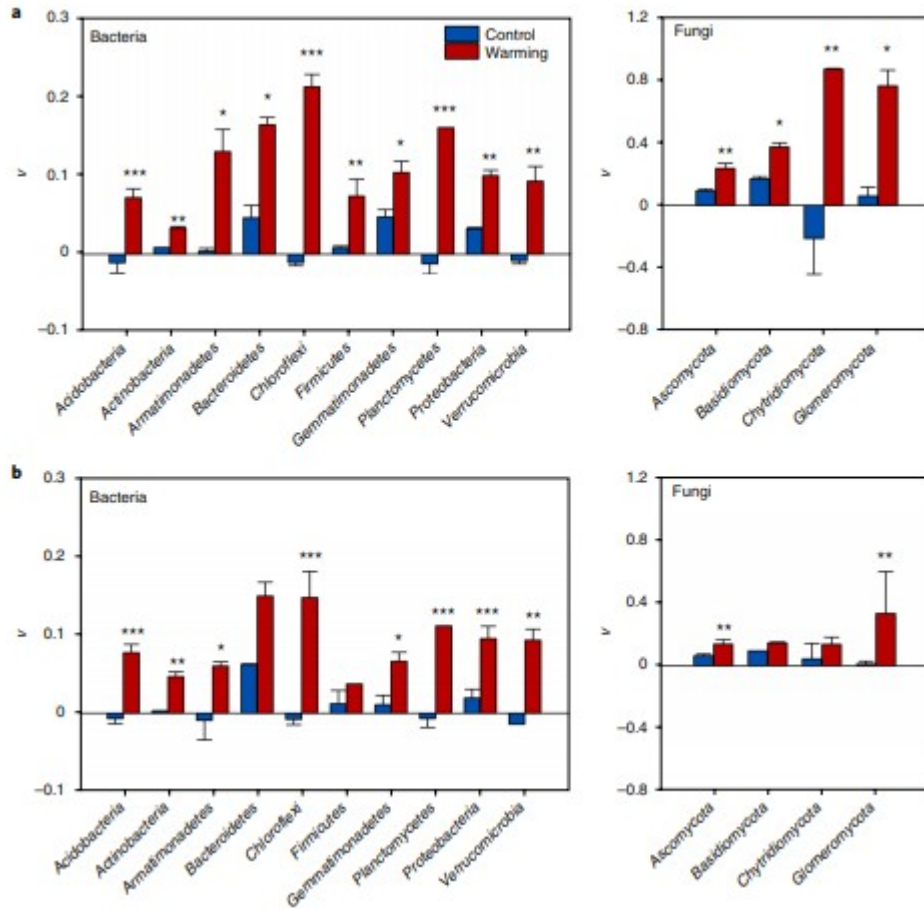 a
Bacteria
Control
Warming
Fungi
0.3
0.2
0.1
0
–0.1
v
*** ** * * *** ** * *** ** **
Acidobacteria
Actinobacteria
Armatimonadetes
Bacteroidetes
Chloroflexi
Firmicutes
Gemmatimonadetes
Planctomycetes
Proteobacteria
Verrucomicrobia
1.2
0.8
0.4
0
–0.4
–0.8
v
** * ** *
Ascomycota
Basidiomycota
Chytridiomycota
Glomeromycota
b
Bacteria
0.3
0.2
0.1
0
–0.1
v
*** ** * *** * *** *** **
Acidobacteria
Actinobacteria
Armatimonadetes
Bacteroidetes
Chloroflexi
Firmicutes
Gemmatimonadetes
Planctomycetes
Proteobacteria
Verrucomicrobia
Fungi
1.2
0.8
0.4
0
–0.4
–0.8
v
** **
Ascomycota
Basidiomycota
Chytridiomycota
Glomeromycota